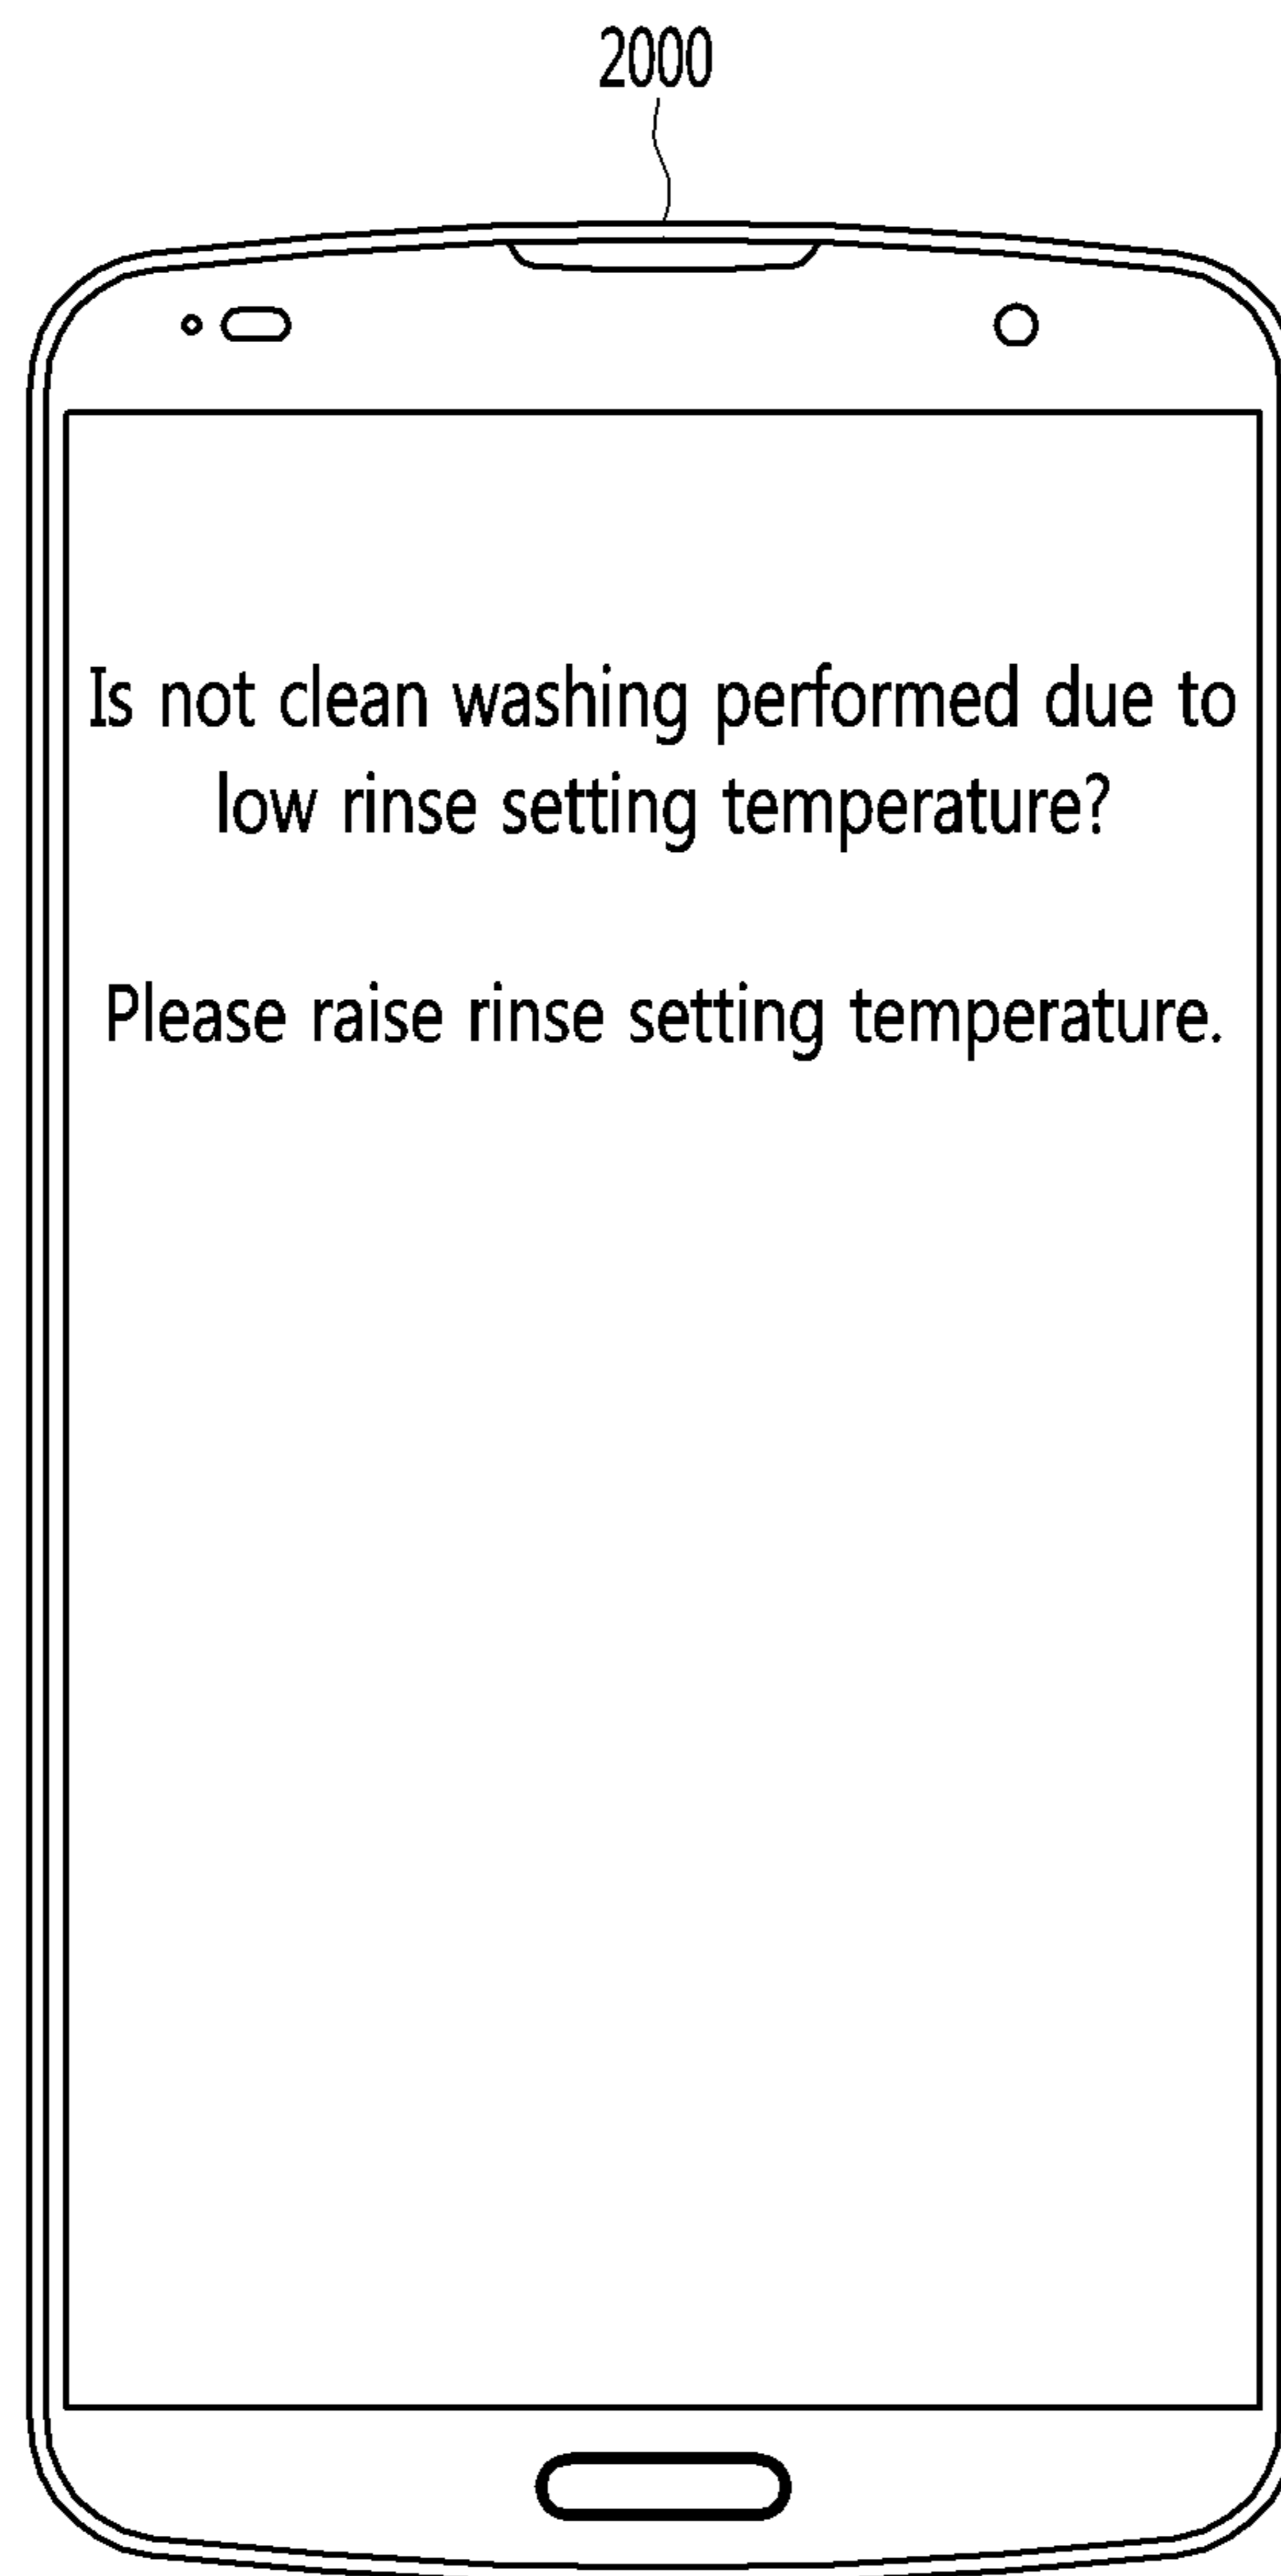 2000
Is not clean washing performed due to
low rinse setting temperature?
Please raise rinse setting temperature.